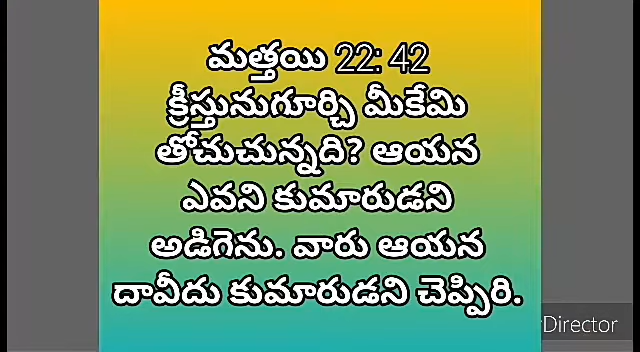 మత్తయి 22: 42
క్రీస్తునుగూర్చి మీకేమి
తోచుచున్నది? ఆయన
ఎవని కుమారుడని
అడిగెను. వారు ఆయన
దావీదు కుమారుడని చెప్పిరి.
Director